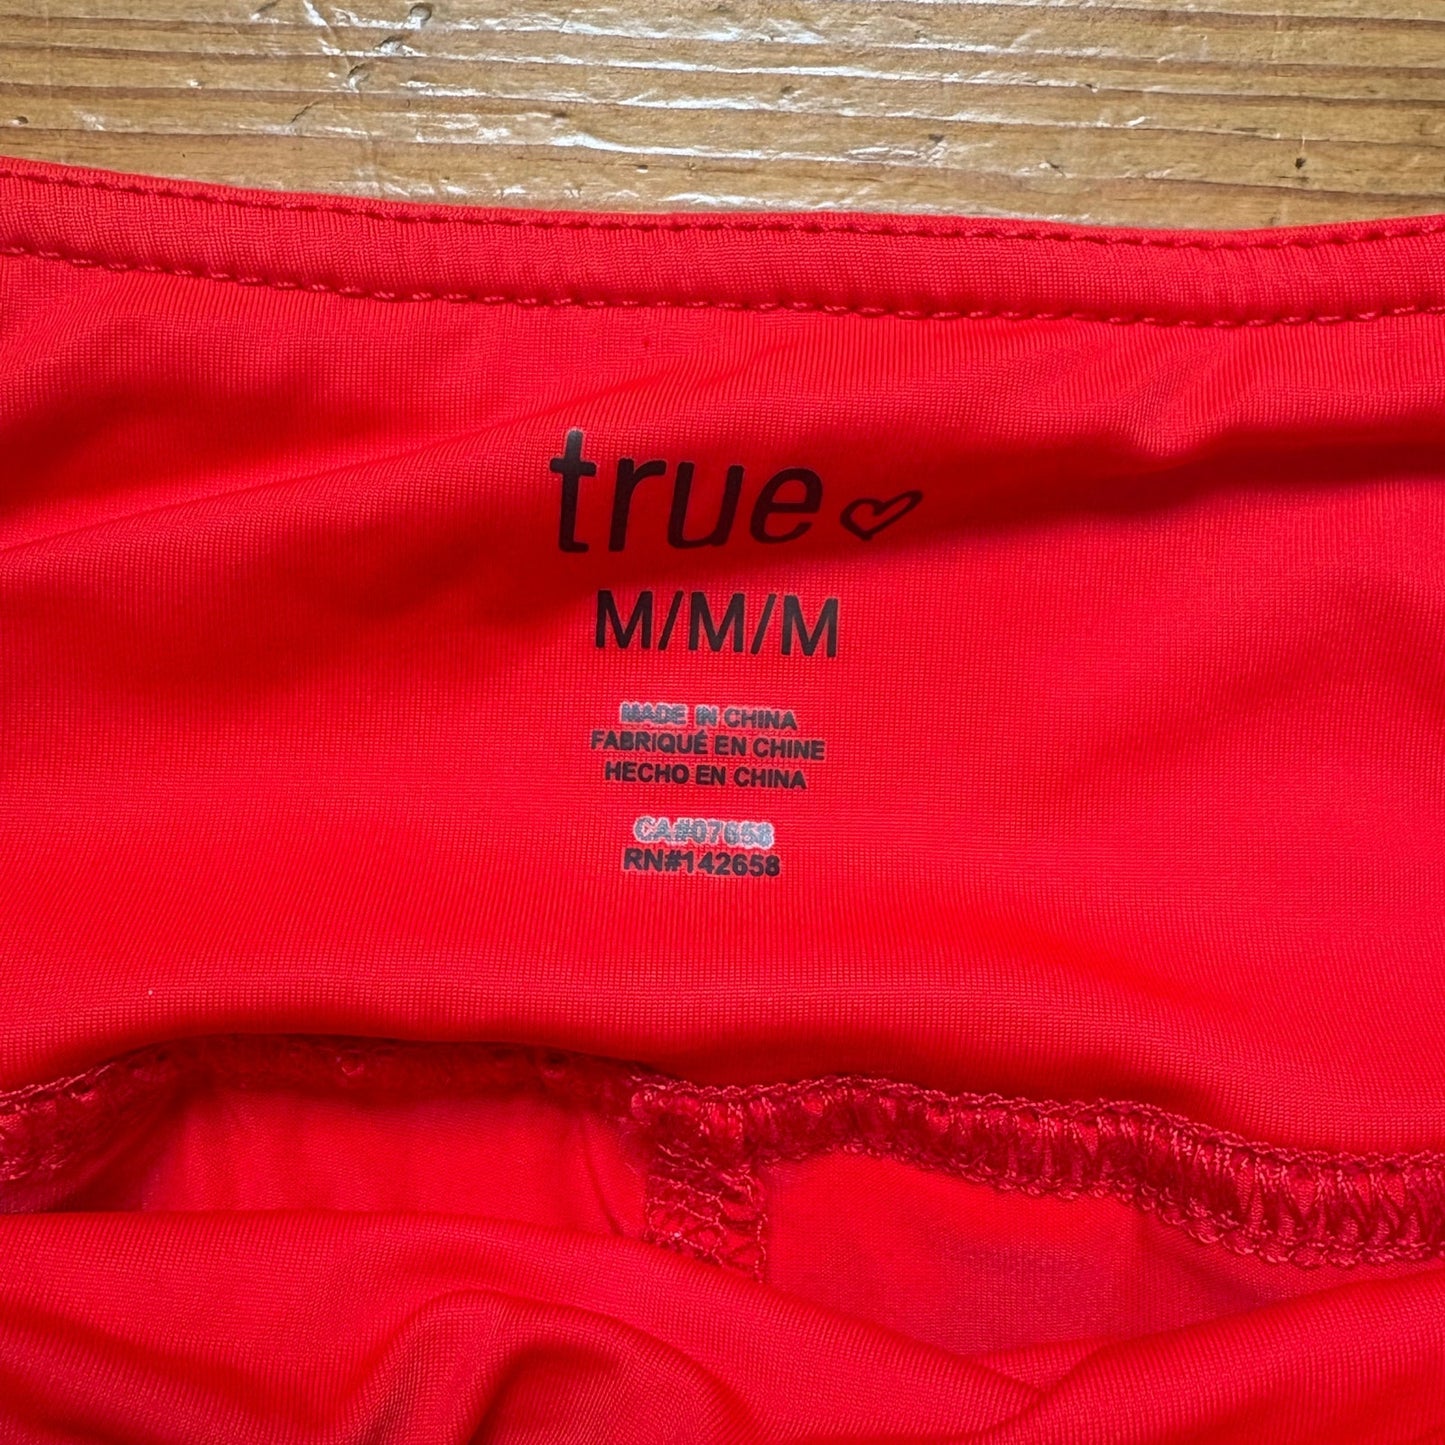 true
M/M/M
MADE IN CHINA
FABRIQUÉ EN CHINE
HECHO EN CHINA
CA#07658
RN#142658